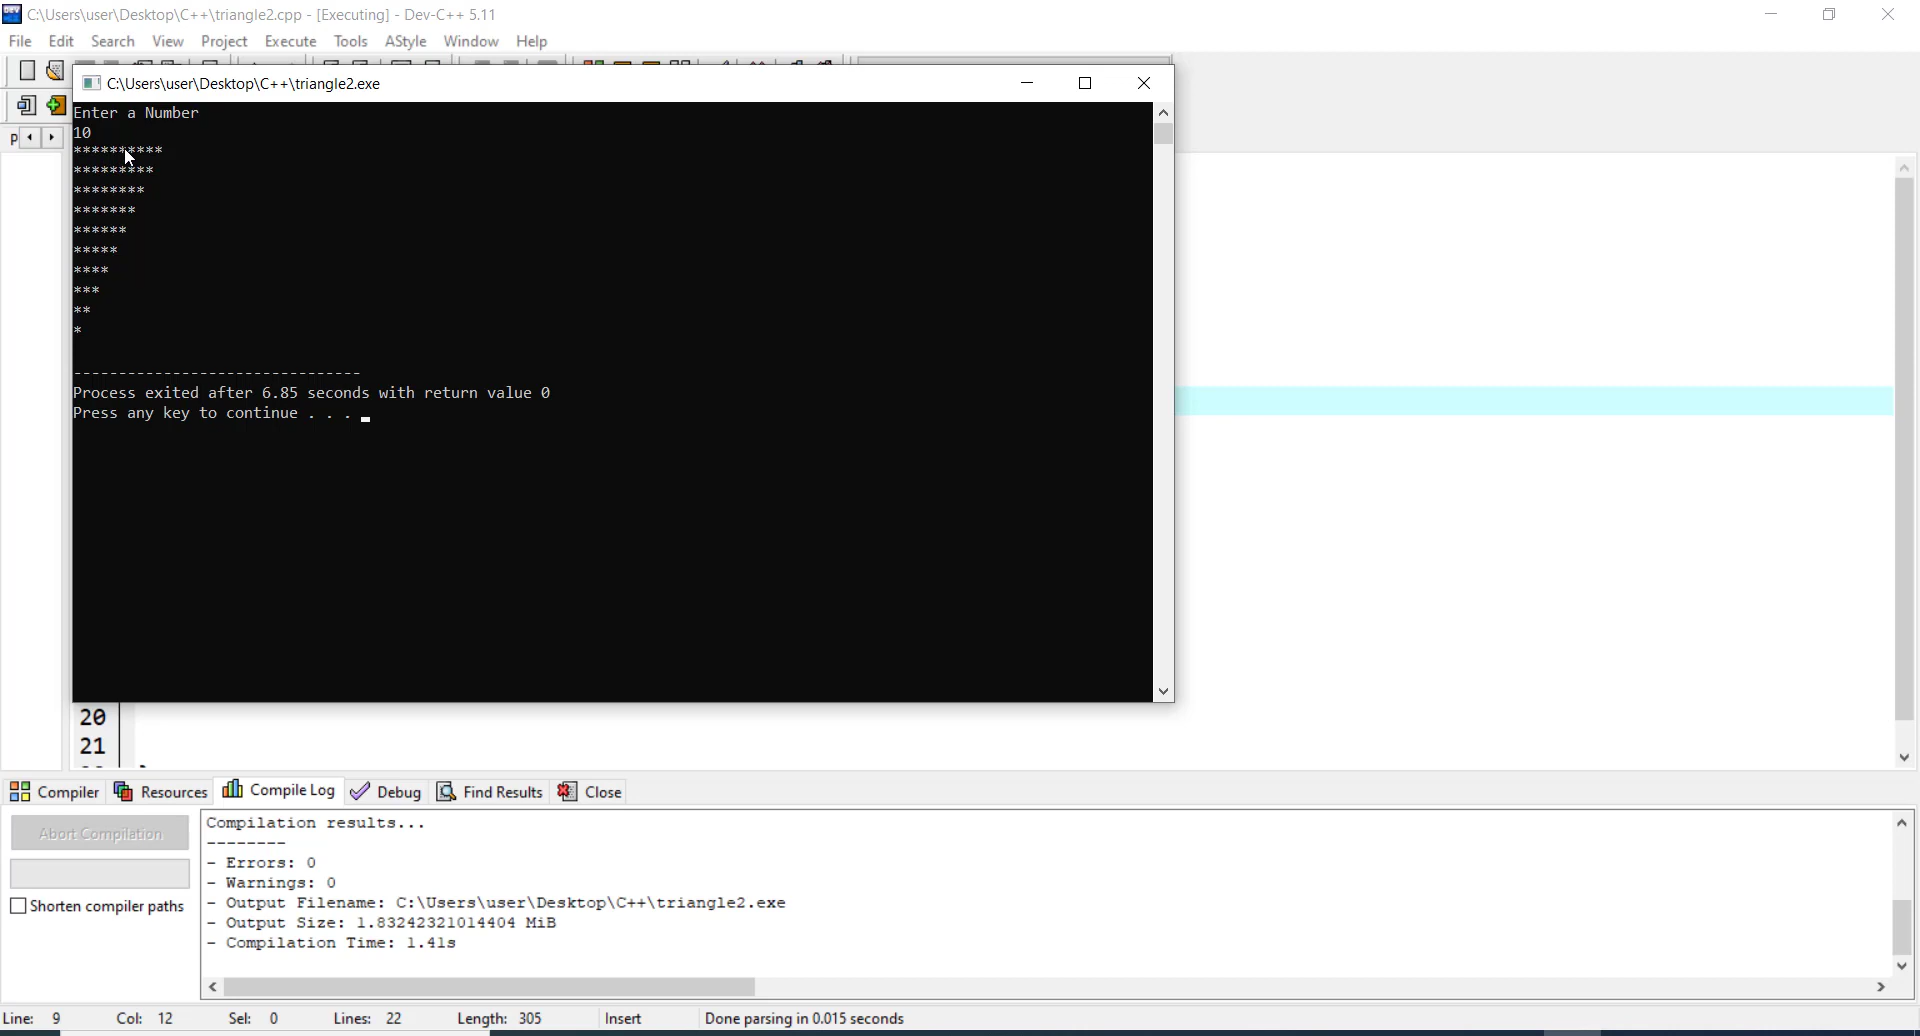 C:\Users\user\Desktop\C++\triangle2.cpp - [Executing] - Dev-C++ 5.11
File Edit Search View Project Execute Tools AStyle Window Help
C:\Users\user\Desktop\C++\triangle2.exe
Enter a Number
10
**********
*********
********
*******
******
*****
****
***
**
*
--------------------------------
Process exited after 6.85 seconds with return value 0
Press any key to continue . . .
20
21
Compiler Resources Compile Log Debug Find Results Close
Abort Compilation
Shorten compiler paths
Compilation results...
--------
- Errors: 0
- Warnings: 0
- Output Filename: C:\Users\user\Desktop\C++\triangle2.exe
- Output Size: 1.83242321014404 MiB
- Compilation Time: 1.41s
Line: 9 Col: 12 Sel: 0 Lines: 22 Length: 305 Insert Done parsing in 0.015 seconds